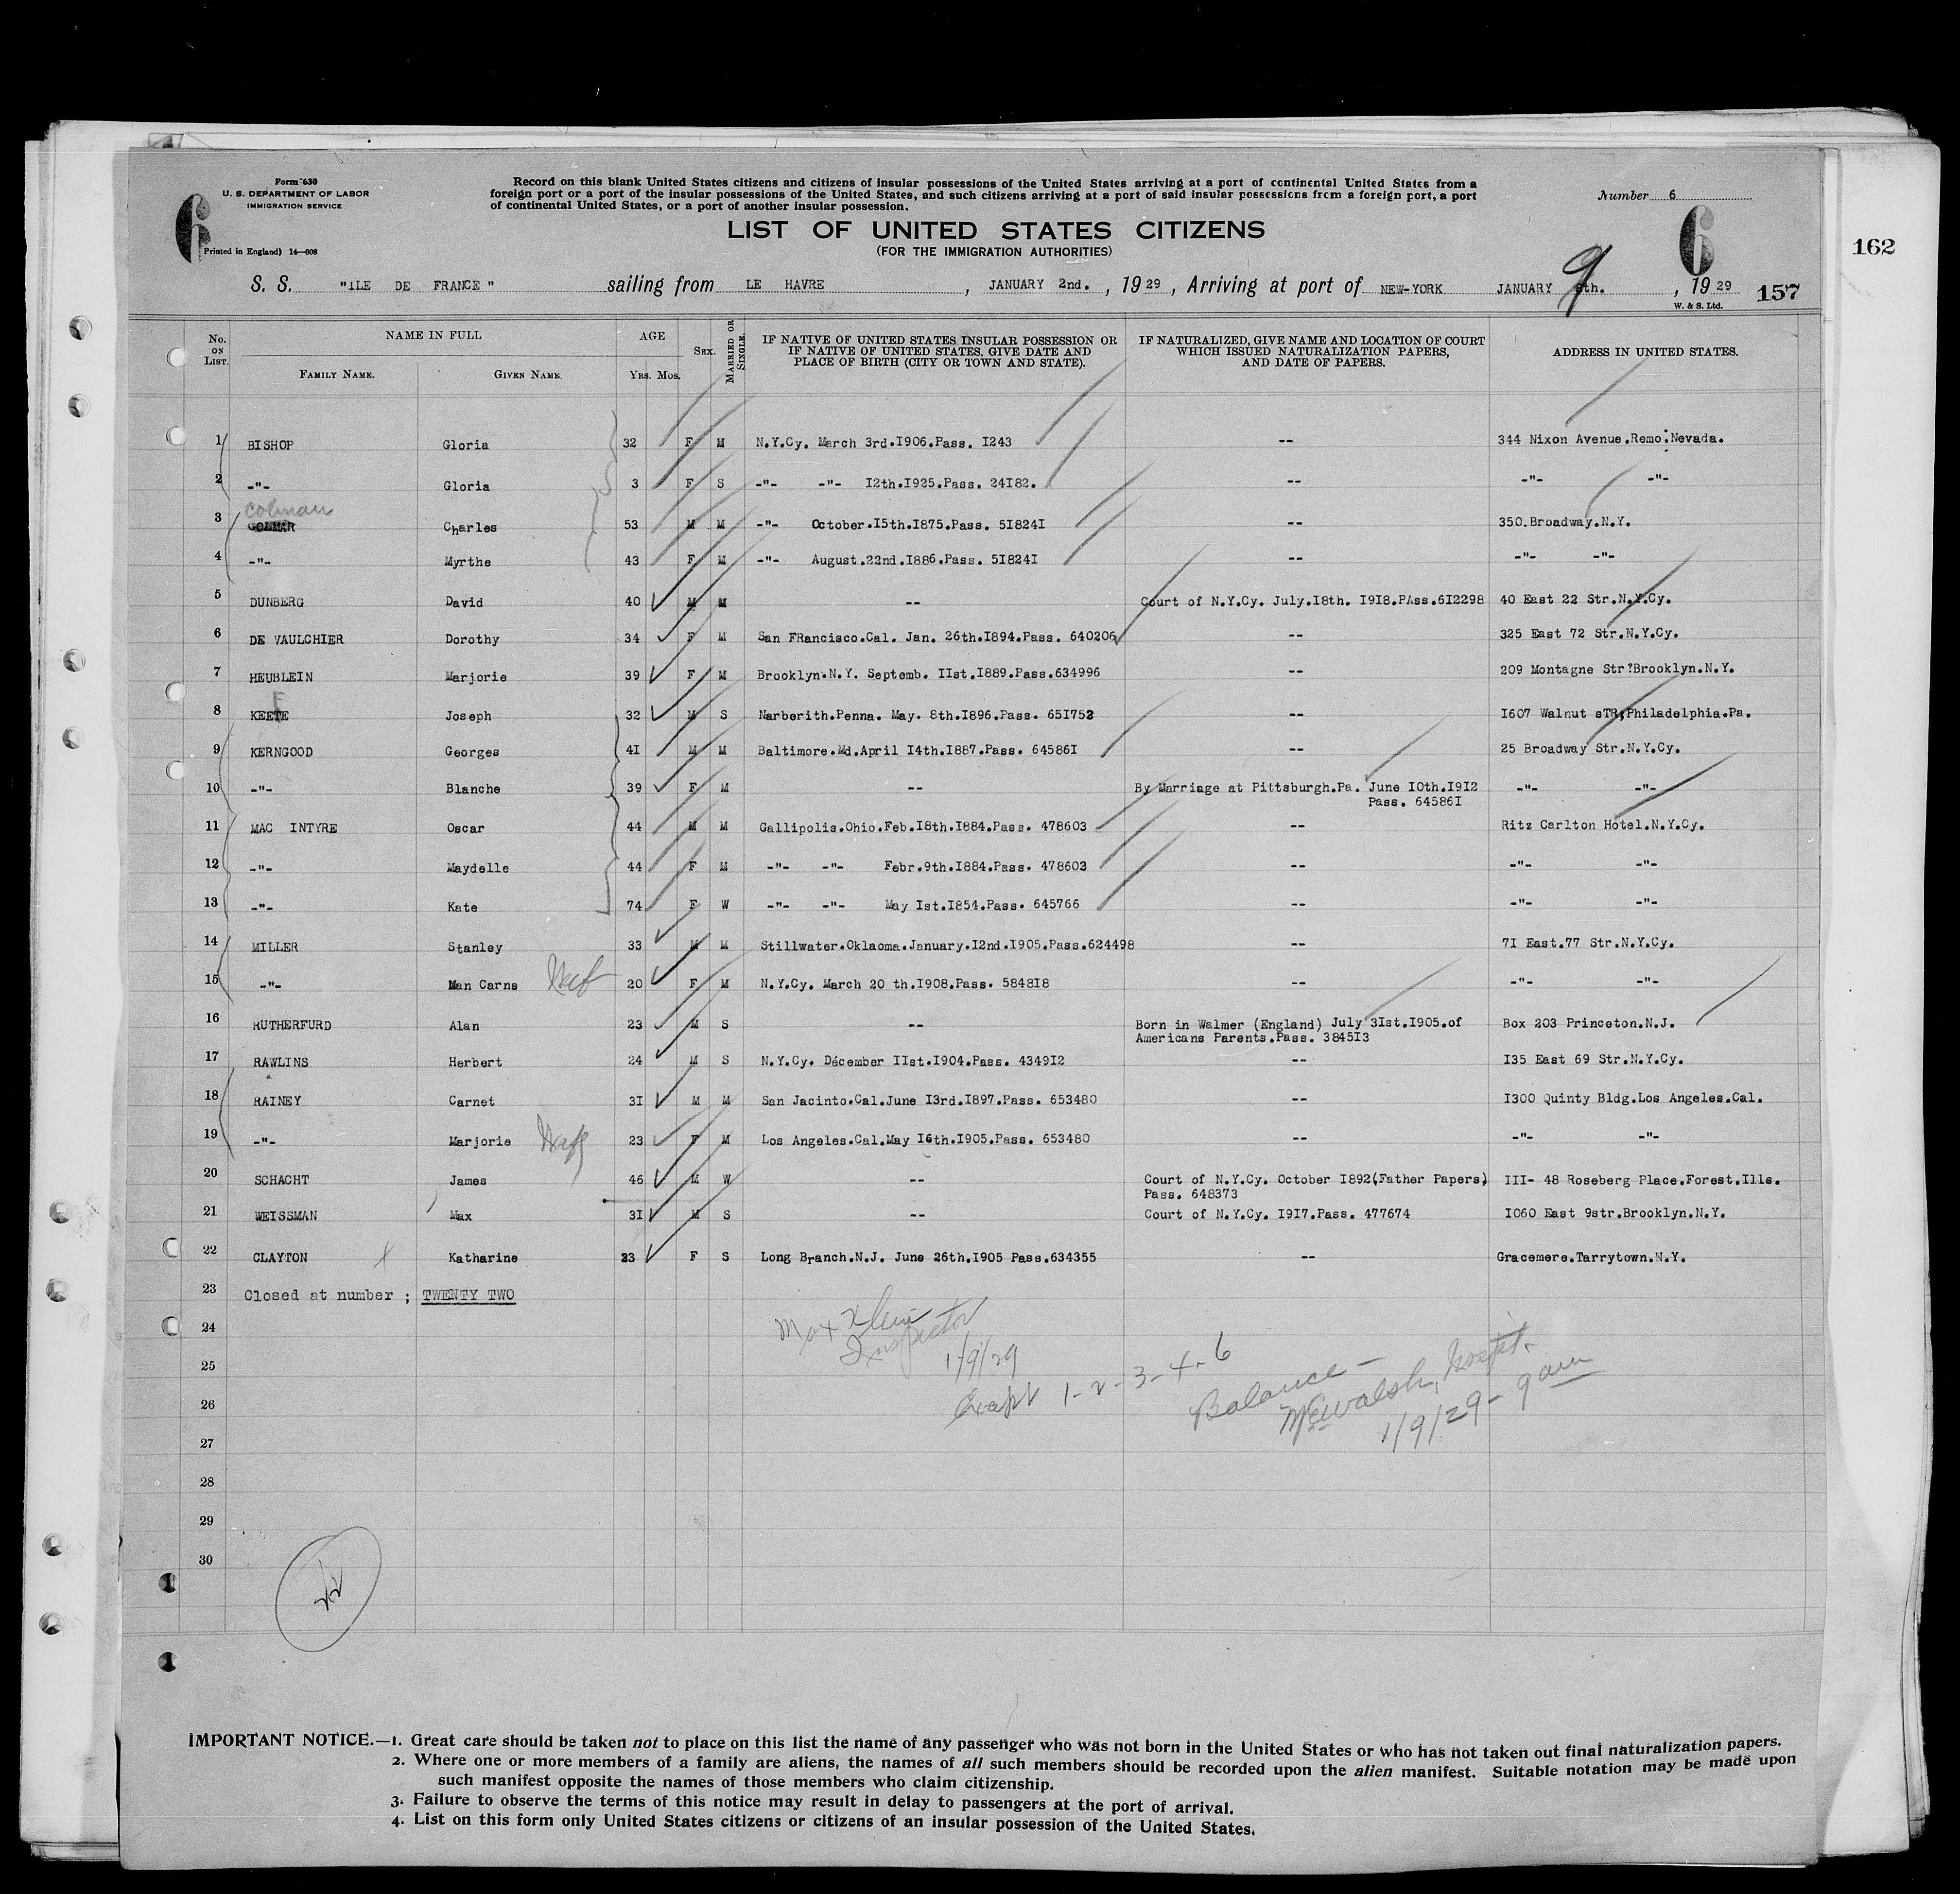 Form 630
U. S. DEPARTMENT OF LABOR
IMMIGRATION SERVICE
6
Printed in England) 14—608
Record on this blank United States citizens and citizens of insular possessions of the United States arriving at a port of continental United States from a
foreign port or a port of the insular possessions of the United States, and such citizens arriving at a port of said insular possessions from a foreign port, a port
of continental United States, or a port of another insular possession.
Number 6
6
LIST OF UNITED STATES CITIZENS
(FOR THE IMMIGRATION AUTHORITIES)
162
S. S. "ILE DE FRANCE" sailing from LE HAVRE, JANUARY 2nd., 1929, Arriving at port of NEW-YORK JANUARY 9 th., 1929
W. & S. Ltd.
157
No. ON LIST. NAME IN FULL AGE SEX. MARRIED OR SINGLE. IF NATIVE OF UNITED STATES INSULAR POSSESSION OR IF NATIVE OF UNITED STATES, GIVE DATE AND PLACE OF BIRTH (CITY OR TOWN AND STATE). IF NATURALIZED, GIVE NAME AND LOCATION OF COURT WHICH ISSUED NATURALIZATION PAPERS, AND DATE OF PAPERS. ADDRESS IN UNITED STATES.
FAMILY NAME. GIVEN NAME. Yrs. Mos.
1 BISHOP Gloria 32 F M N.Y.Cy. March 3rd.I906.Pass. I243 -- 344 Nixon Avenue.Remo.Nevada.
2 -"- Gloria 3 F S -"- -"- I2th.I925.Pass. 24I82. -- -"- -"-
Colman
3 GOLMAR Charles 53 M M -"- October.I5th.I875.Pass. 5I824I -- 350.Broadway.N.Y.
4 -"- Myrthe 43 F M -"- August.22nd.I886.Pass. 5I824I -- -"- -"-
5 DUNBERG David 40 M M -- Court of N.Y.Cy. July.I8th. I9I8.PAss.6I2298 40 East 22 Str.N.Y.Cy.
6 DE VAULCHIER Dorothy 34 F M San FRancisco.Cal. Jan. 26th.I894.Pass. 640206 -- 325 East 72 Str.N.Y.Cy.
7 HEUBLEIN Marjorie 39 F M Brooklyn.N.Y. Septemb. IIst.I889.Pass.634996 -- 209 Montagne Str?Brooklyn.N.Y.
F
8 KEETE Joseph 32 M S Narberith.Penna. May. 8th.I896.Pass. 65I752 -- I607 Walnut sTR,Philadelphia.Pa.
9 KERNGOOD Georges 4I M M Baltimore.Md.April I4th.I887.Pass. 64586I -- 25 Broadway Str.N.Y.Cy.
10 -"- Blanche 39 F M -- By Marriage at Pittsburgh.Pa. June I0th.I9I2 -"- -"-
Pass. 64586I
11 MAC INTYRE Oscar 44 M M Gallipolis.Ohio.Feb.I8th.I884.Pass. 478603 -- Ritz Carlton Hotel.N.Y.Cy.
12 -"- Maydelle 44 F M -"- -"- Febr.9th.I884.Pass. 478603 -- -"- -"-
13 -"- Kate 74 F W -"- -"- May Ist.I854.Pass. 645766 -- -"- -"-
14 MILLER Stanley 33 M M Stillwater.Oklaoma.January.I2nd.I905.Pass.624498 -- 7I East.77 Str.N.Y.Cy.
15 -"- Man Carns 20 F M N.Y.Cy. March 20 th.I908.Pass. 5848I8 -- -"- -"-
16 RUTHERFURD Alan 23 M S -- Born in Walmer (England) July 3Ist.I905.of Box 203 Princeton.N.J.
Americans Parents.Pass. 3845I3
17 RAWLINS Herbert 24 M S N.Y.Cy. Décember IIst.I904.Pass. 4349I2 -- I35 East 69 Str.N.Y.Cy.
18 RAINEY Carnet 3I M M San Jacinto.Cal.June I3rd.I897.Pass. 653480 -- I300 Quinty Bldg.Los Angeles.Cal.
19 -"- Marjorie Wife 23 F M Los Angeles.Cal.May I6th.I905.Pass. 653480 -- -"- -"-
20 SCHACHT James 46 M W -- Court of N.Y.Cy. October I892(Father Papers) III- 48 Roseberg Place.Forest.Ills.
Pass. 648373
21 WEISSMAN Max 3I M S -- Court of N.Y.Cy. I9I7.Pass. 477674 I060 East 9str.Brooklyn.N.Y.
22 CLAYTON x Katharine 23 F S Long Branch.N.J. June 26th.I905 Pass.634355 -- Gracemere.Tarrytown.N.Y.
23 Closed at number ; TWENTY TWO
24 Max Klein
Inspector
25 1/9/29
1-2-3-4-6
26 Balance -
Walsh, Inspt.
27 1/9/29 - 9 am
28
29
30
22
IMPORTANT NOTICE.—1. Great care should be taken not to place on this list the name of any passenger who was not born in the United States or who has not taken out final naturalization papers.
2. Where one or more members of a family are aliens, the names of all such members should be recorded upon the alien manifest. Suitable notation may be made upon
such manifest opposite the names of those members who claim citizenship.
3. Failure to observe the terms of this notice may result in delay to passengers at the port of arrival.
4. List on this form only United States citizens or citizens of an insular possession of the United States.